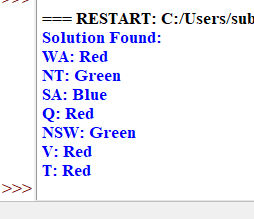 >>>
=== RESTART: C:/Users/sub
Solution Found:
WA: Red
NT: Green
SA: Blue
Q: Red
NSW: Green
V: Red
T: Red
>>>